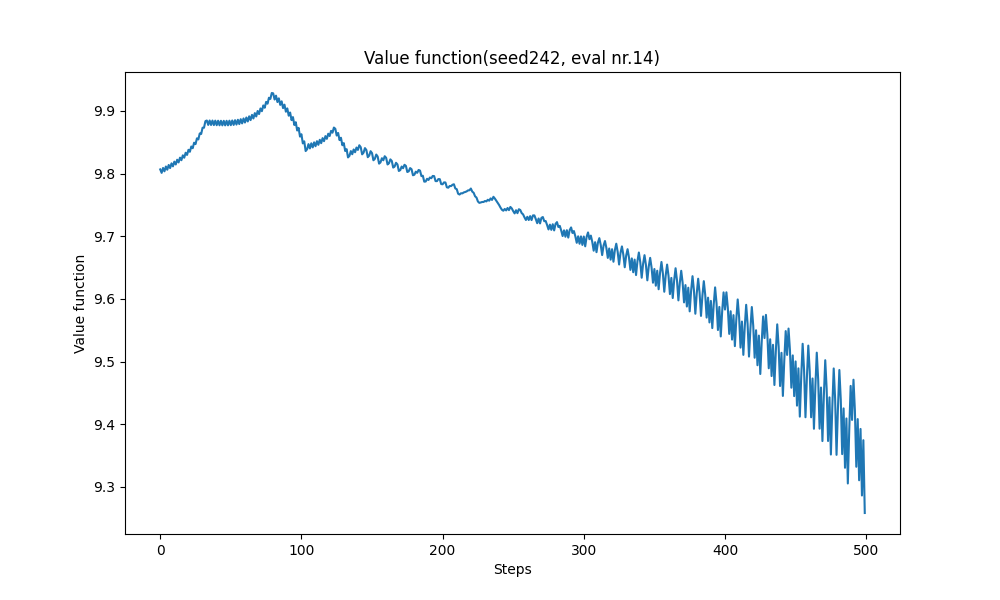 Value function(seed242, eval nr.14)
9.9
9.8
9.7
9.6
9.5
9.4
9.3
Value function
0 100 200 300 400 500
Steps